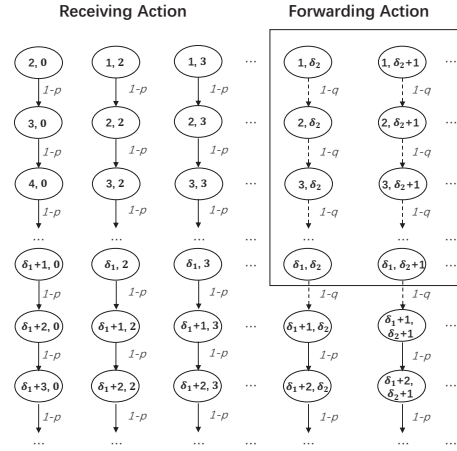 Receiving Action Forwarding Action
2, 0 1, 2 1, 3 ... 1, δ₂ 1, δ₂+1 ...
1-p 1-p 1-p 1-q 1-q
3, 0 2, 2 2, 3 ... 2, δ₂ 2, δ₂+1 ...
1-p 1-p 1-p 1-q 1-q
4, 0 3, 2 3, 3 ... 3, δ₂ 3, δ₂+1 ...
1-p 1-p 1-p 1-q 1-q
... ... ... ... ...
δ₁+1, 0 δ₁, 2 δ₁, 3 ... δ₁, δ₂ δ₁, δ₂+1 ...
1-p 1-p 1-p 1-q 1-q
δ₁+2, 0 δ₁+1, 2 δ₁+1, 3 ... δ₁+1, δ₂ δ₁+1, δ₂+1 ...
1-p 1-p 1-p 1-p 1-p
δ₁+3, 0 δ₁+2, 2 δ₁+2, 3 ... δ₁+2, δ₂ δ₁+2, δ₂+1 ...
1-p 1-p 1-p 1-p 1-p
... ... ... ... ... ... ...